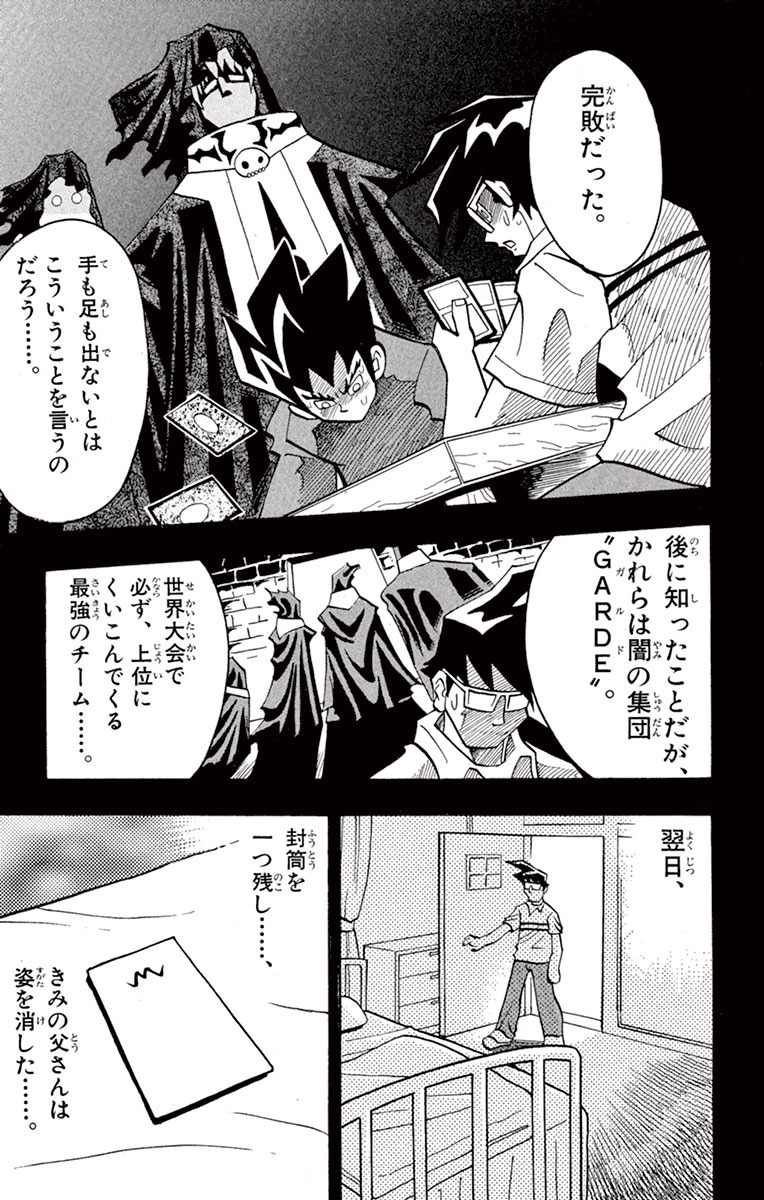 完敗だった。
手も足も出ないとは
こういうことを言うの
だろう……。
後に知ったことだが、
かれらは闇の集団
〝GARDE〟。
世界大会で
必ず、上位に
くいこんでくる
最強のチーム……。
翌日、
封筒を
一つ残し……、
きみの父さんは
姿を消した……。